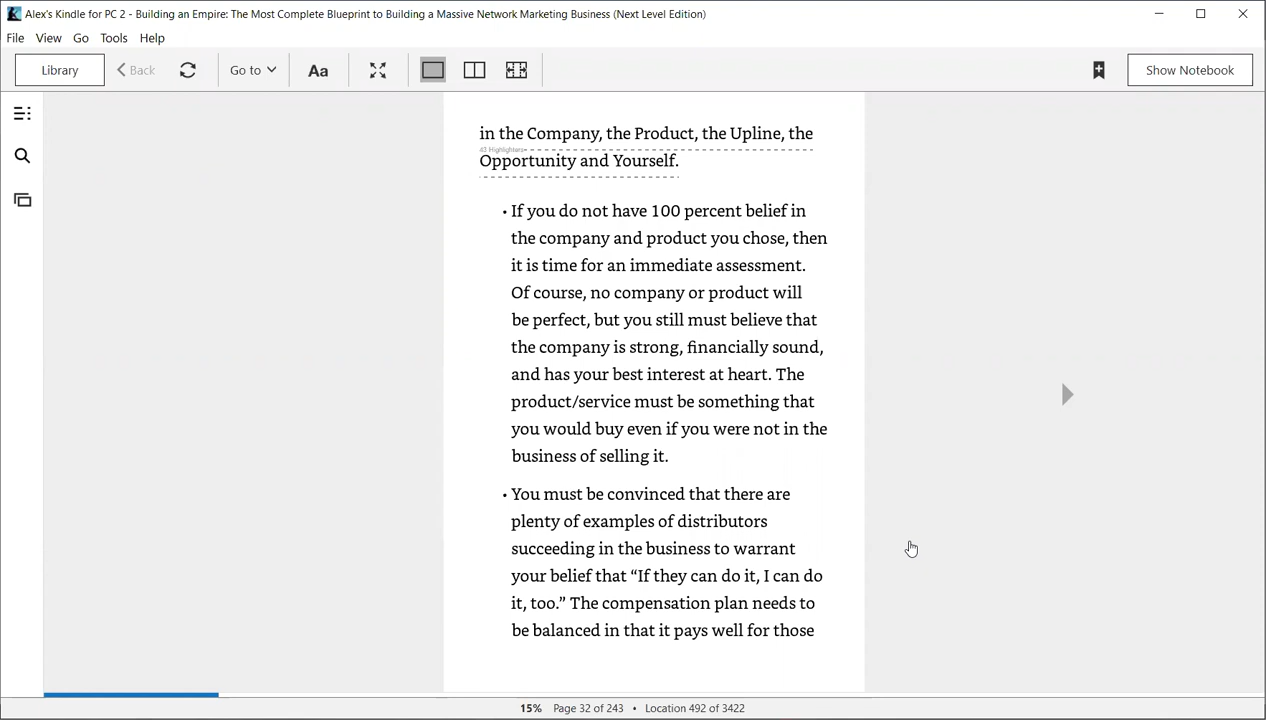 Alex's Kindle for PC 2 - Building an Empire: The Most Complete Blueprint to Building a Massive Network Marketing Business (Next Level Edition)
File View Go Tools Help
Library Back Go to Aa Show Notebook
in the Company, the Product, the Upline, the
43 Highlighters
Opportunity and Yourself.
• If you do not have 100 percent belief in
the company and product you chose, then
it is time for an immediate assessment.
Of course, no company or product will
be perfect, but you still must believe that
the company is strong, financially sound,
and has your best interest at heart. The
product/service must be something that
you would buy even if you were not in the
business of selling it.
• You must be convinced that there are
plenty of examples of distributors
succeeding in the business to warrant
your belief that “If they can do it, I can do
it, too.” The compensation plan needs to
be balanced in that it pays well for those
15% Page 32 of 243 • Location 492 of 3422